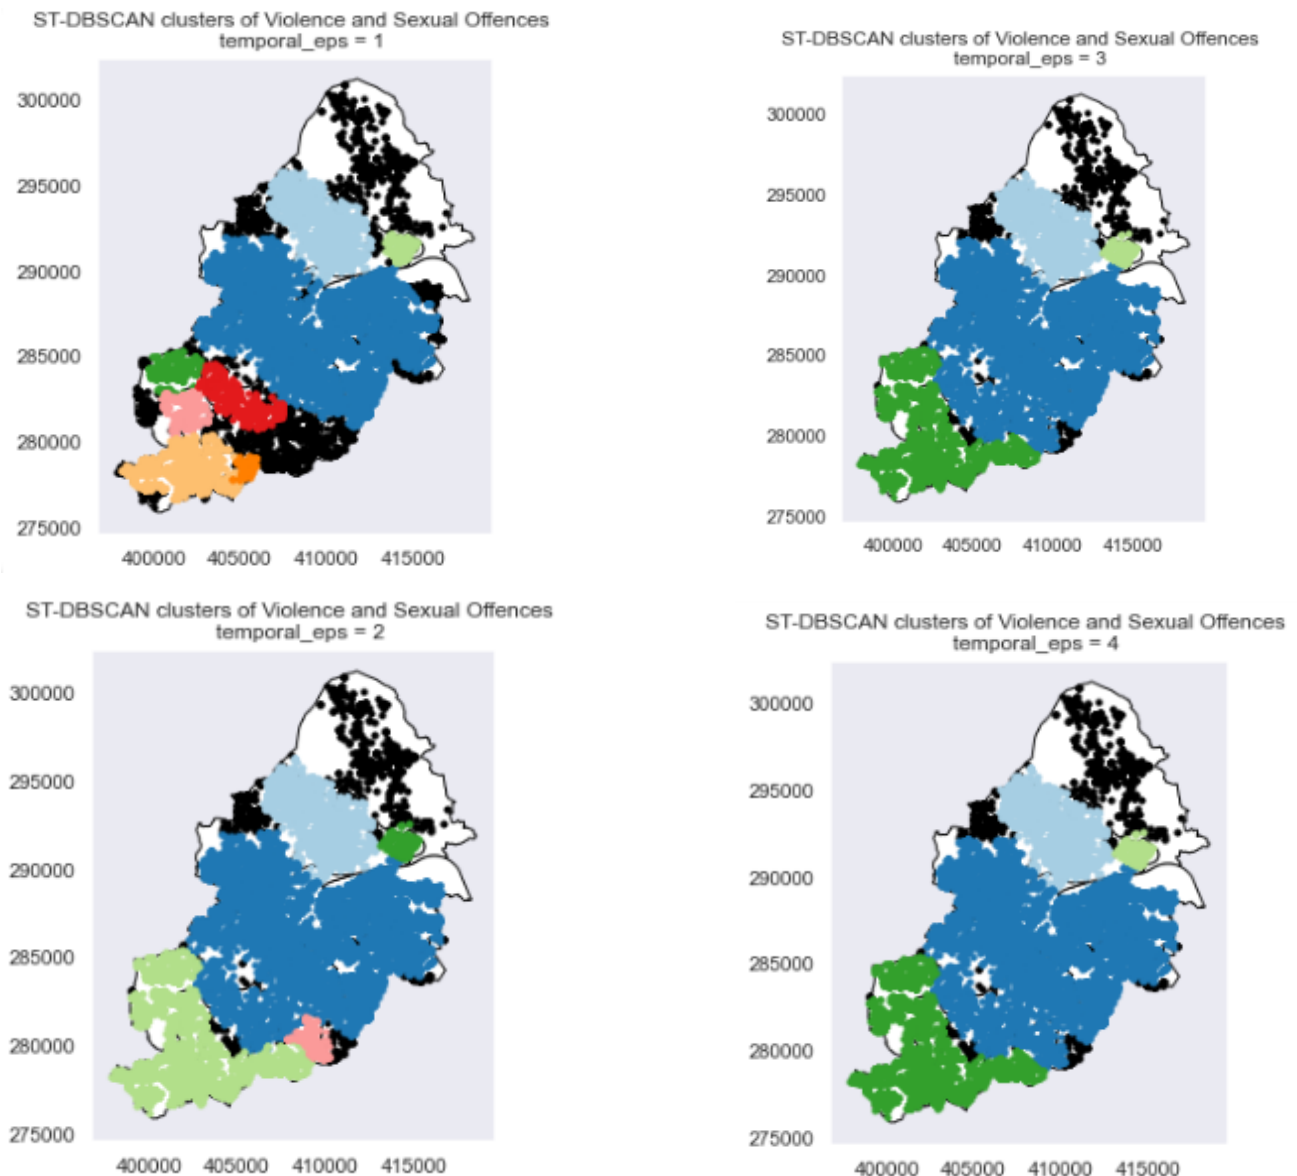 ST-DBSCAN clusters of Violence and Sexual Offences
temporal_eps = 1
300000
295000
290000
285000
280000
275000
400000 405000 410000 415000
ST-DBSCAN clusters of Violence and Sexual Offences
temporal_eps = 3
300000
295000
290000
285000
280000
275000
400000 405000 410000 415000
ST-DBSCAN clusters of Violence and Sexual Offences
temporal_eps = 2
300000
295000
290000
285000
280000
275000
400000 405000 410000 415000
ST-DBSCAN clusters of Violence and Sexual Offences
temporal_eps = 4
300000
295000
290000
285000
280000
275000
400000 405000 410000 415000